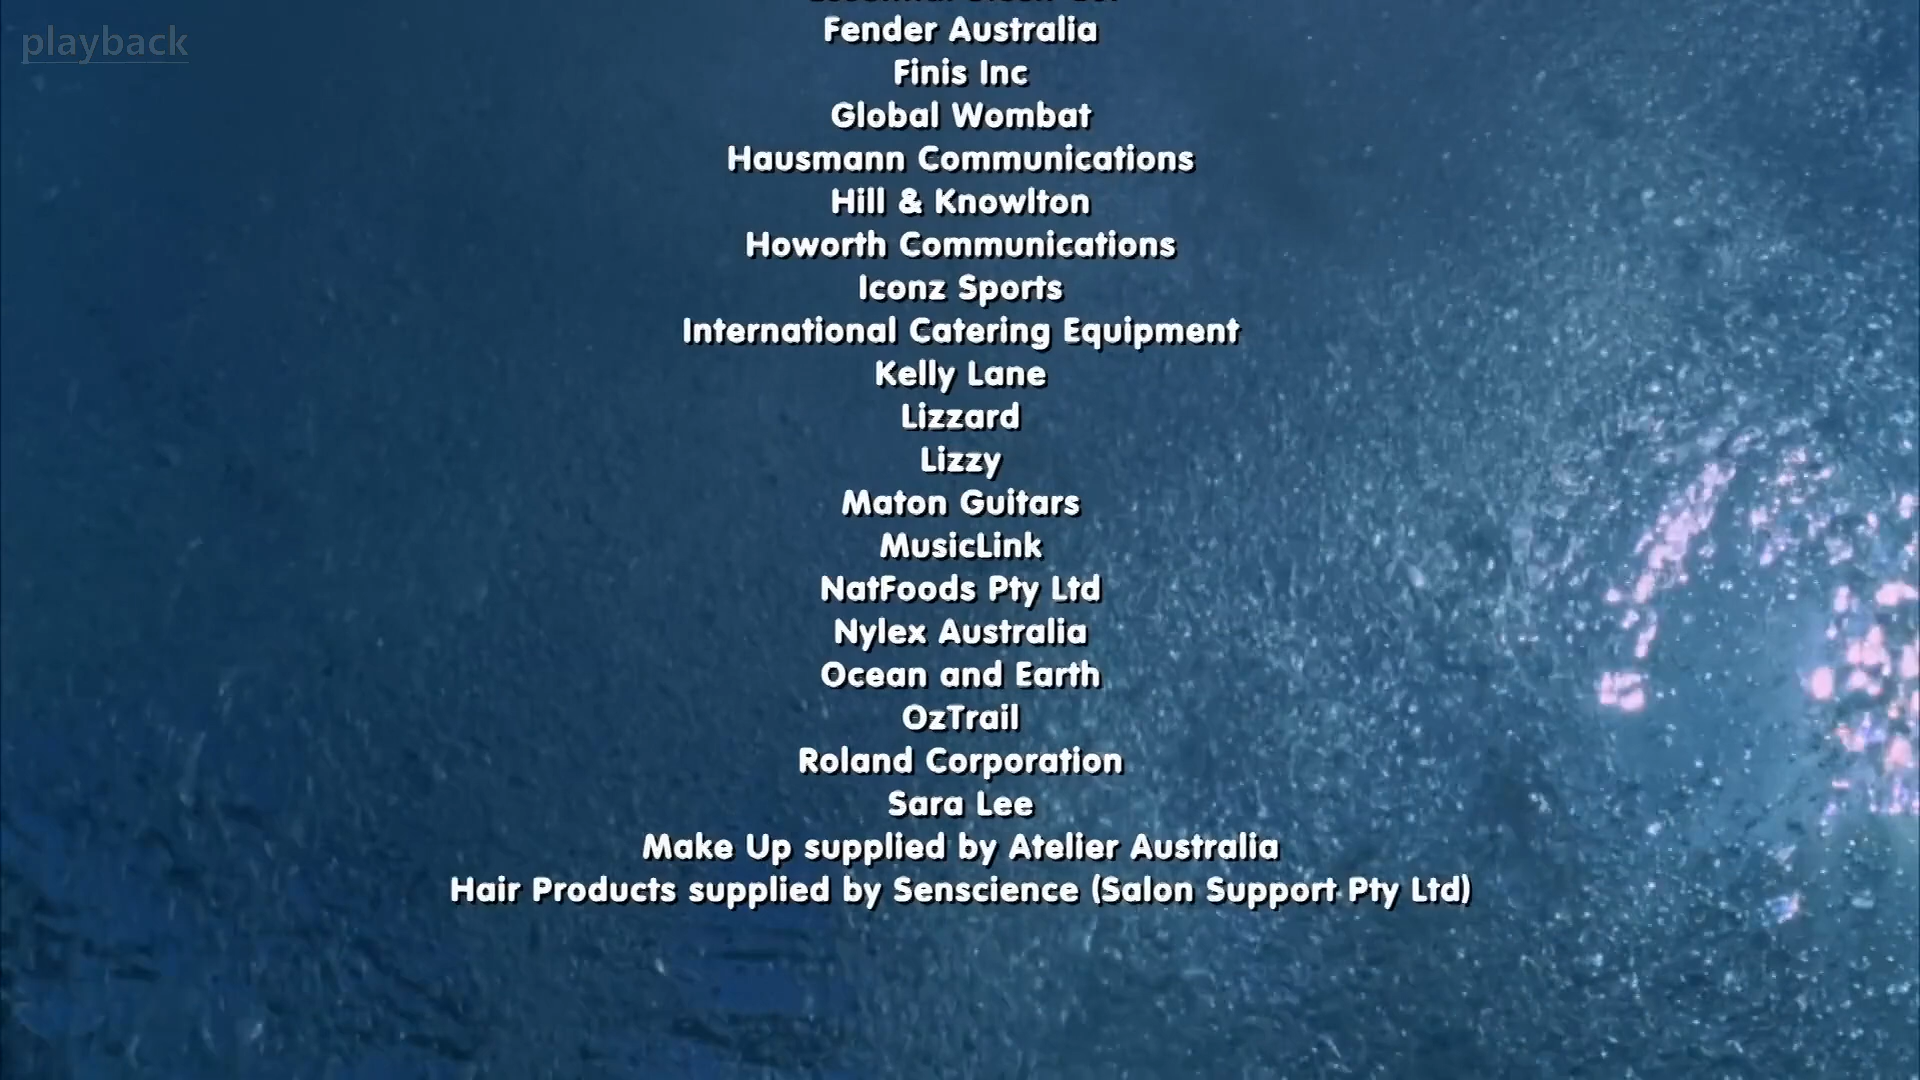 playback
Fender Australia
Finis Inc
Global Wombat
Hausmann Communications
Hill & Knowlton
Howorth Communications
Iconz Sports
International Catering Equipment
Kelly Lane
Lizzard
Lizzy
Maton Guitars
MusicLink
NatFoods Pty Ltd
Nylex Australia
Ocean and Earth
OzTrail
Roland Corporation
Sara Lee
Make Up supplied by Atelier Australia
Hair Products supplied by Senscience (Salon Support Pty Ltd)